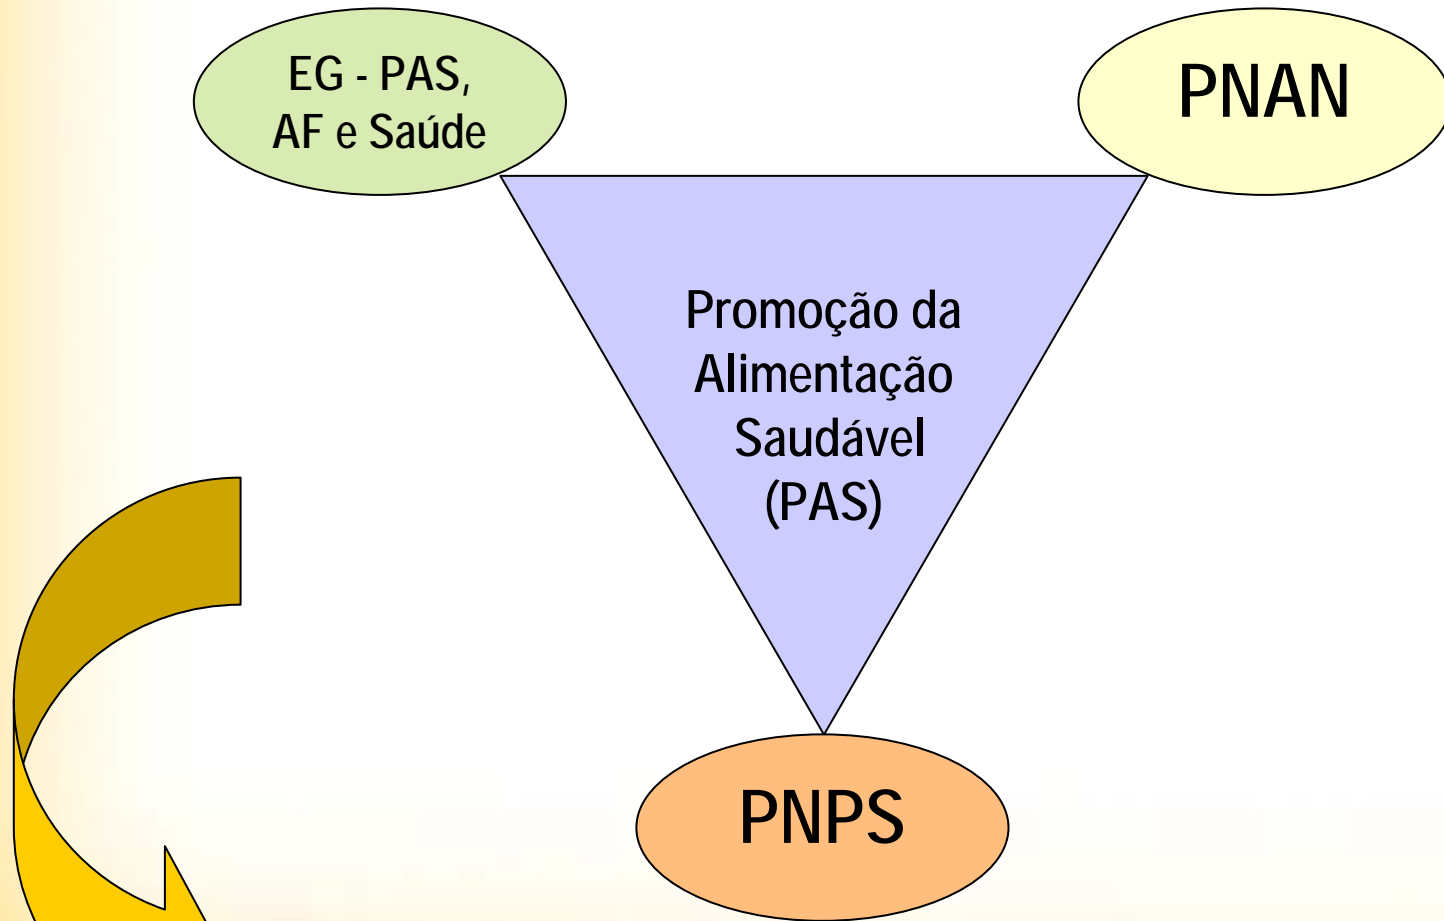 EG - PAS,
AF e Saúde
PNAN
Promoção da
Alimentação
Saudável
(PAS)
PNPS